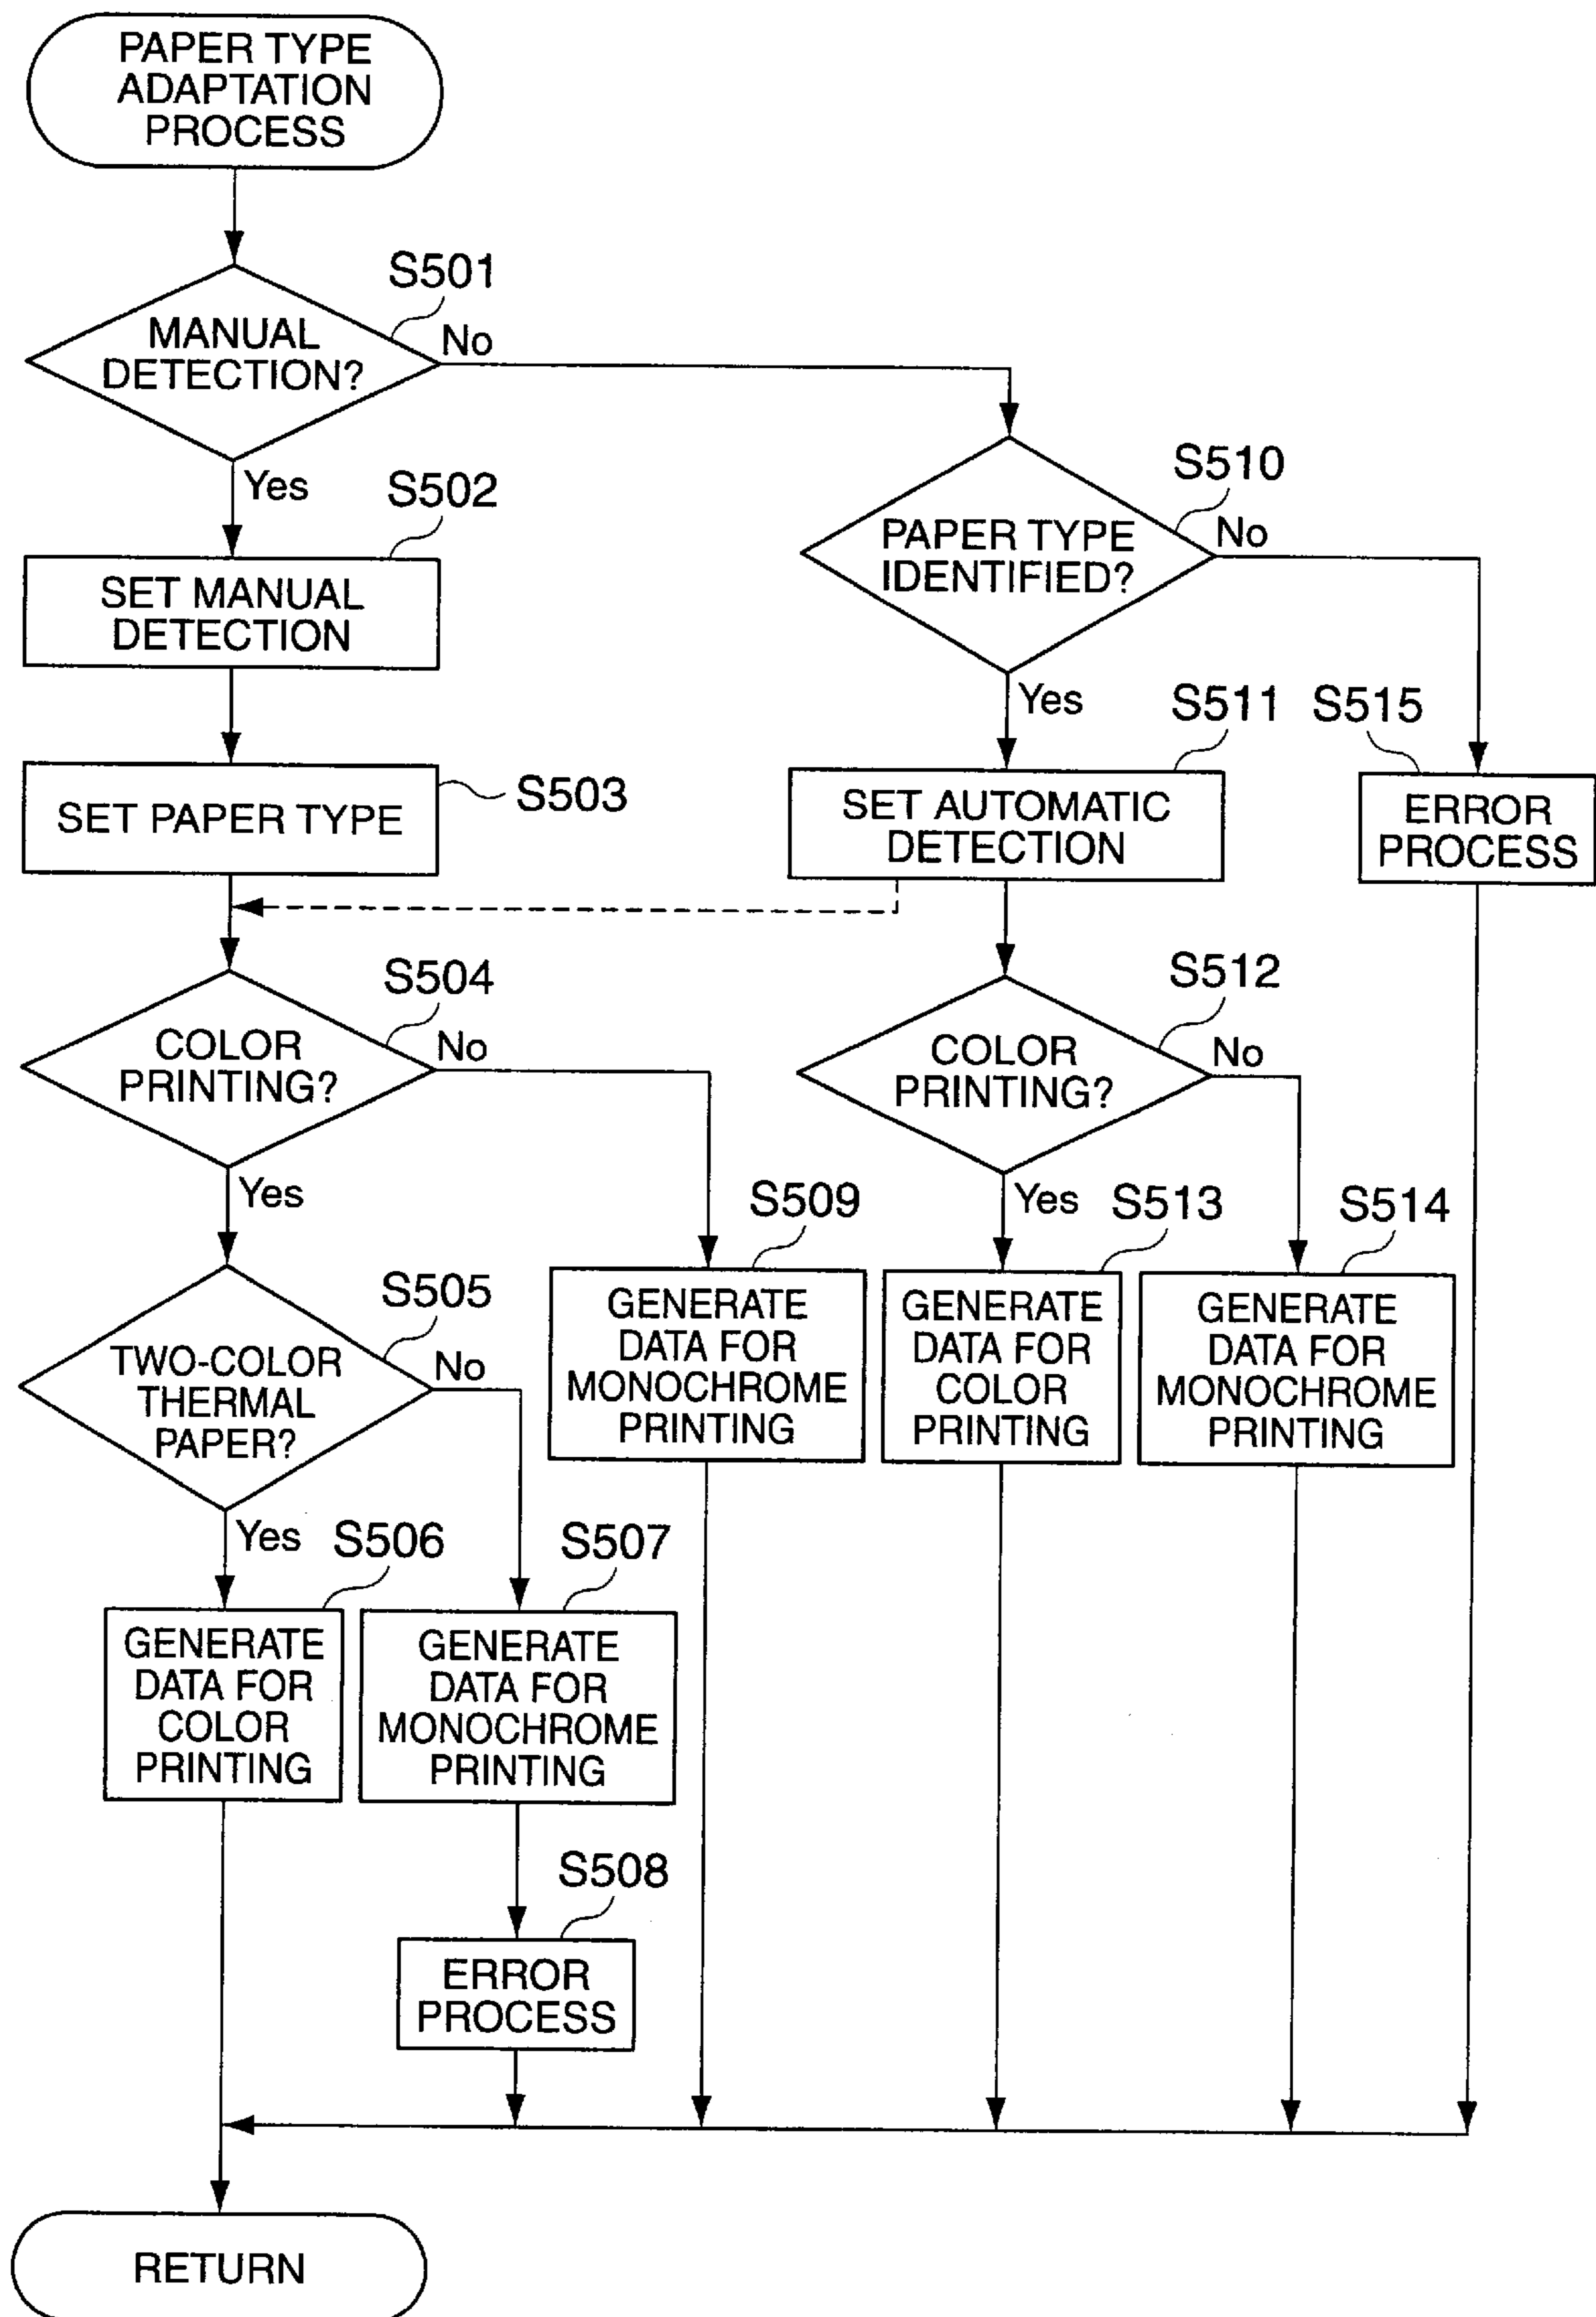 PAPER TYPE
ADAPTATION
PROCESS
S501
MANUAL
DETECTION?
No
Yes
S502
SET MANUAL
DETECTION
S510
PAPER TYPE
IDENTIFIED?
No
Yes
SET PAPER TYPE
S503
S511
SET AUTOMATIC
DETECTION
S515
ERROR
PROCESS
S504
COLOR
PRINTING?
No
Yes
S512
COLOR
PRINTING?
No
Yes
S505
TWO-COLOR
THERMAL
PAPER?
No
Yes
S509
GENERATE
DATA FOR
MONOCHROME
PRINTING
S513
GENERATE
DATA FOR
COLOR
PRINTING
S514
GENERATE
DATA FOR
MONOCHROME
PRINTING
S506
GENERATE
DATA FOR
COLOR
PRINTING
S507
GENERATE
DATA FOR
MONOCHROME
PRINTING
S508
ERROR
PROCESS
RETURN